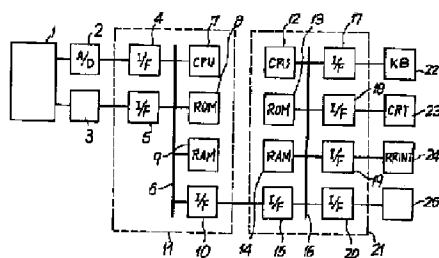 1 2 4 7 8 12 13 17
A/D I/F CPU CPU I/F KB 22
I/F ROM ROM I/F 18 CRT 23
3 5
9 RAM RAM I/F PRINT 24
6 19
I/F I/F I/F 25
11 10 14 15 16 20 21